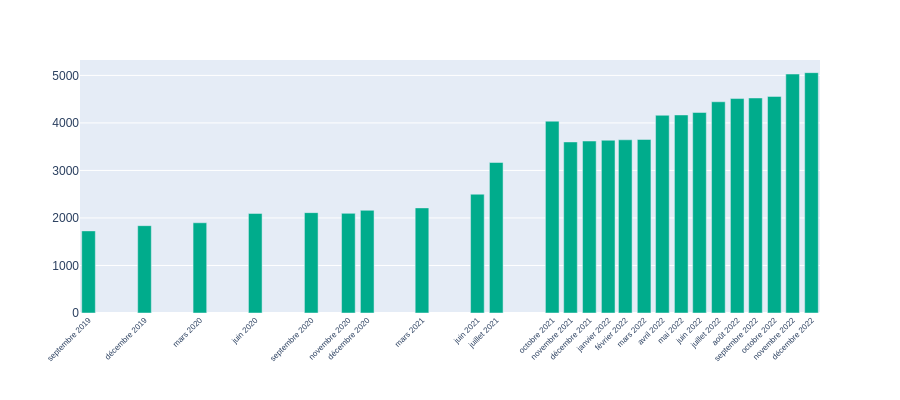 5000
4000
3000
2000
1000
0
septembre 2019
décembre 2019
mars 2020
juin 2020
septembre 2020
novembre 2020
décembre 2020
mars 2021
juin 2021
juillet 2021
octobre 2021
novembre 2021
décembre 2021
janvier 2022
février 2022
mars 2022
avril 2022
mai 2022
juin 2022
juillet 2022
août 2022
septembre 2022
octobre 2022
novembre 2022
décembre 2022